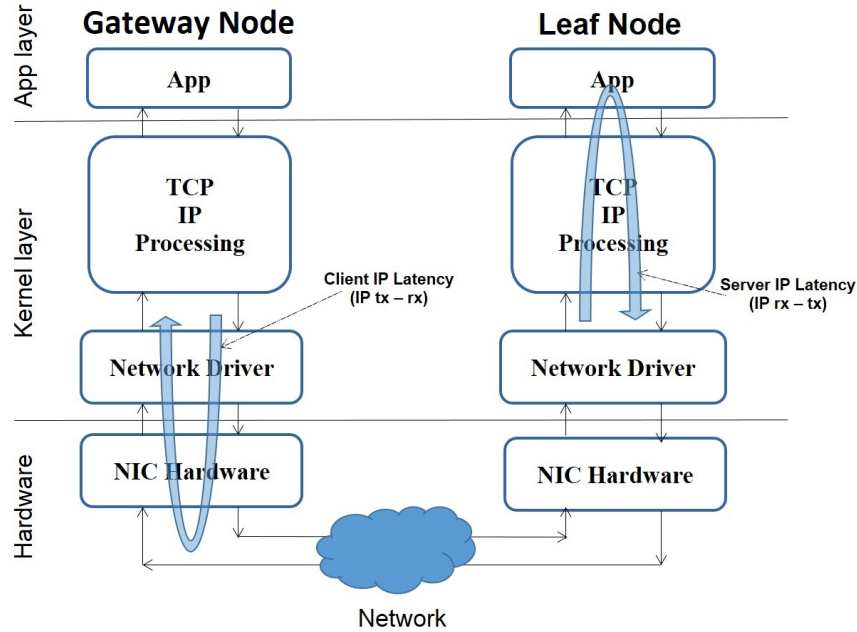 Gateway Node
Leaf Node
App layer
App
App
Kernel layer
TCP
IP
Processing
TCP
IP
Processing
Client IP Latency
(IP tx – rx)
Server IP Latency
(IP rx – tx)
Network Driver
Network Driver
Hardware
NIC Hardware
NIC Hardware
Network